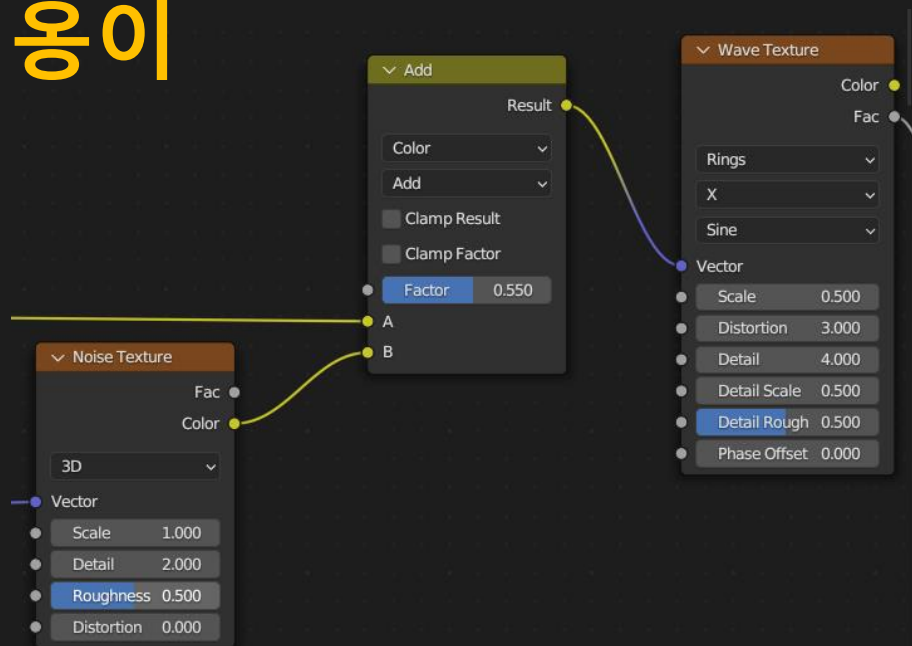 옹이
Add
Result
Color
Add
Clamp Result
Clamp Factor
Factor 0.550
A
B
Wave Texture
Color
Fac
Rings
X
Sine
Vector
Scale 0.500
Distortion 3.000
Detail 4.000
Detail Scale 0.500
Detail Rough 0.500
Phase Offset 0.000
Noise Texture
Fac
Color
3D
Vector
Scale 1.000
Detail 2.000
Roughness 0.500
Distortion 0.000